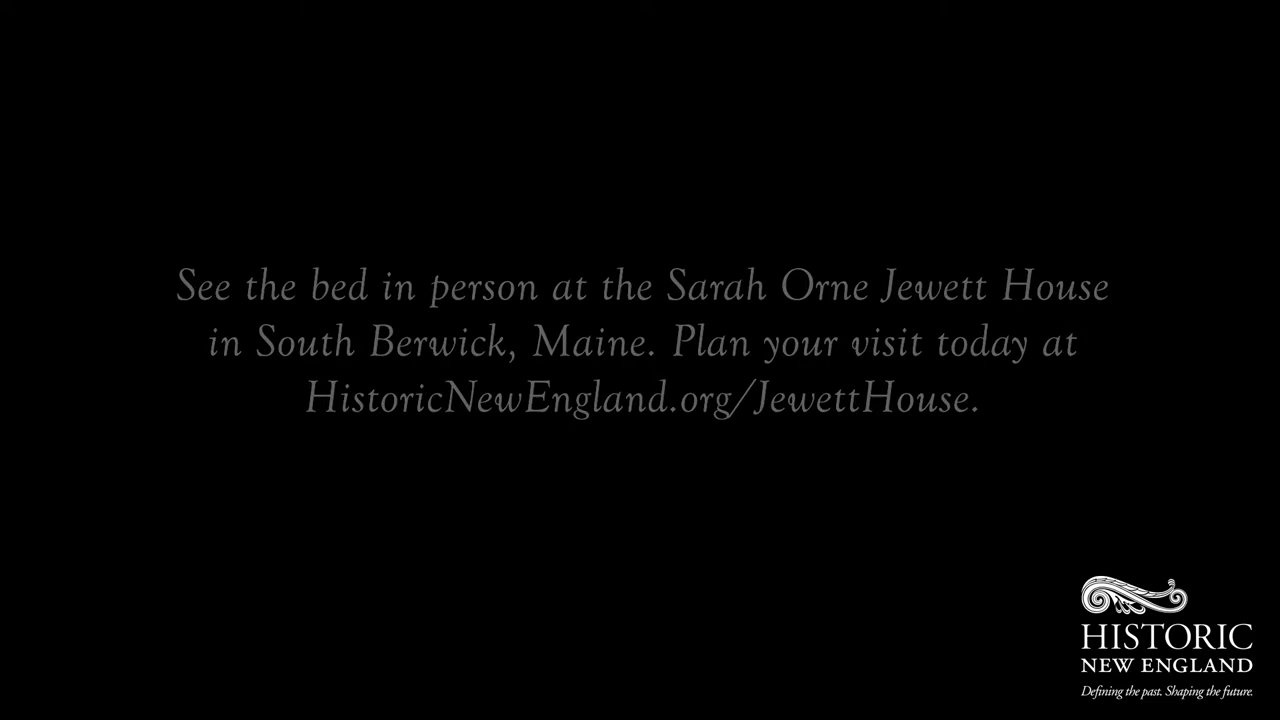 See the bed in person at the Sarah Orne Jewett House
in South Berwick, Maine. Plan your visit today at
HistoricNewEngland.org/JewettHouse.
HISTORIC
NEW ENGLAND
Defining the past. Shaping the future.